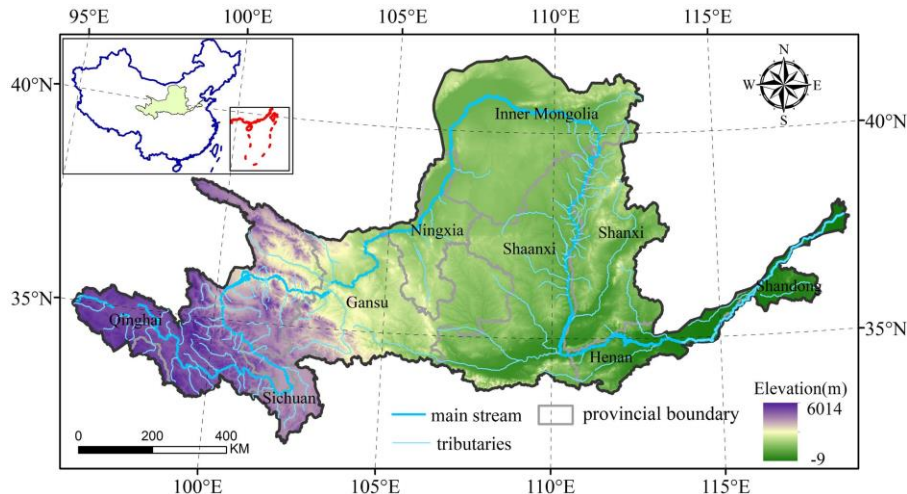 95°E 100°E 105°E 110°E 115°E
40°N
N
W E
S
Inner Mongolia
40°N
Ningxia
Shaanxi
Shanxi
35°N
Gansu
Shandong
Qinghai
35°N
Henan
Sichuan
Elevation(m)
6014
-9
main stream
provincial boundary
tributaries
0 200 400
KM
100°E 105°E 110°E 115°E